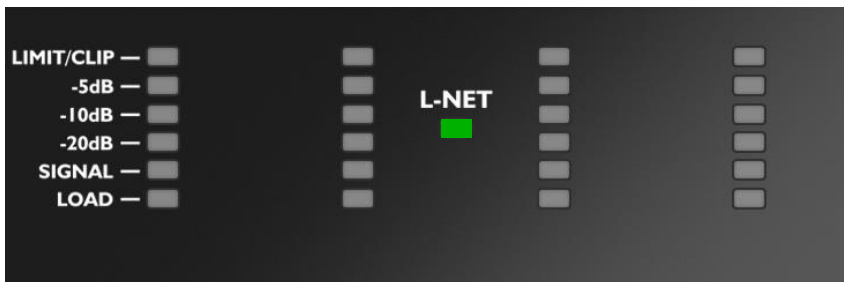 LIMIT/CLIP
-5dB
-10dB
-20dB
SIGNAL
LOAD
L-NET